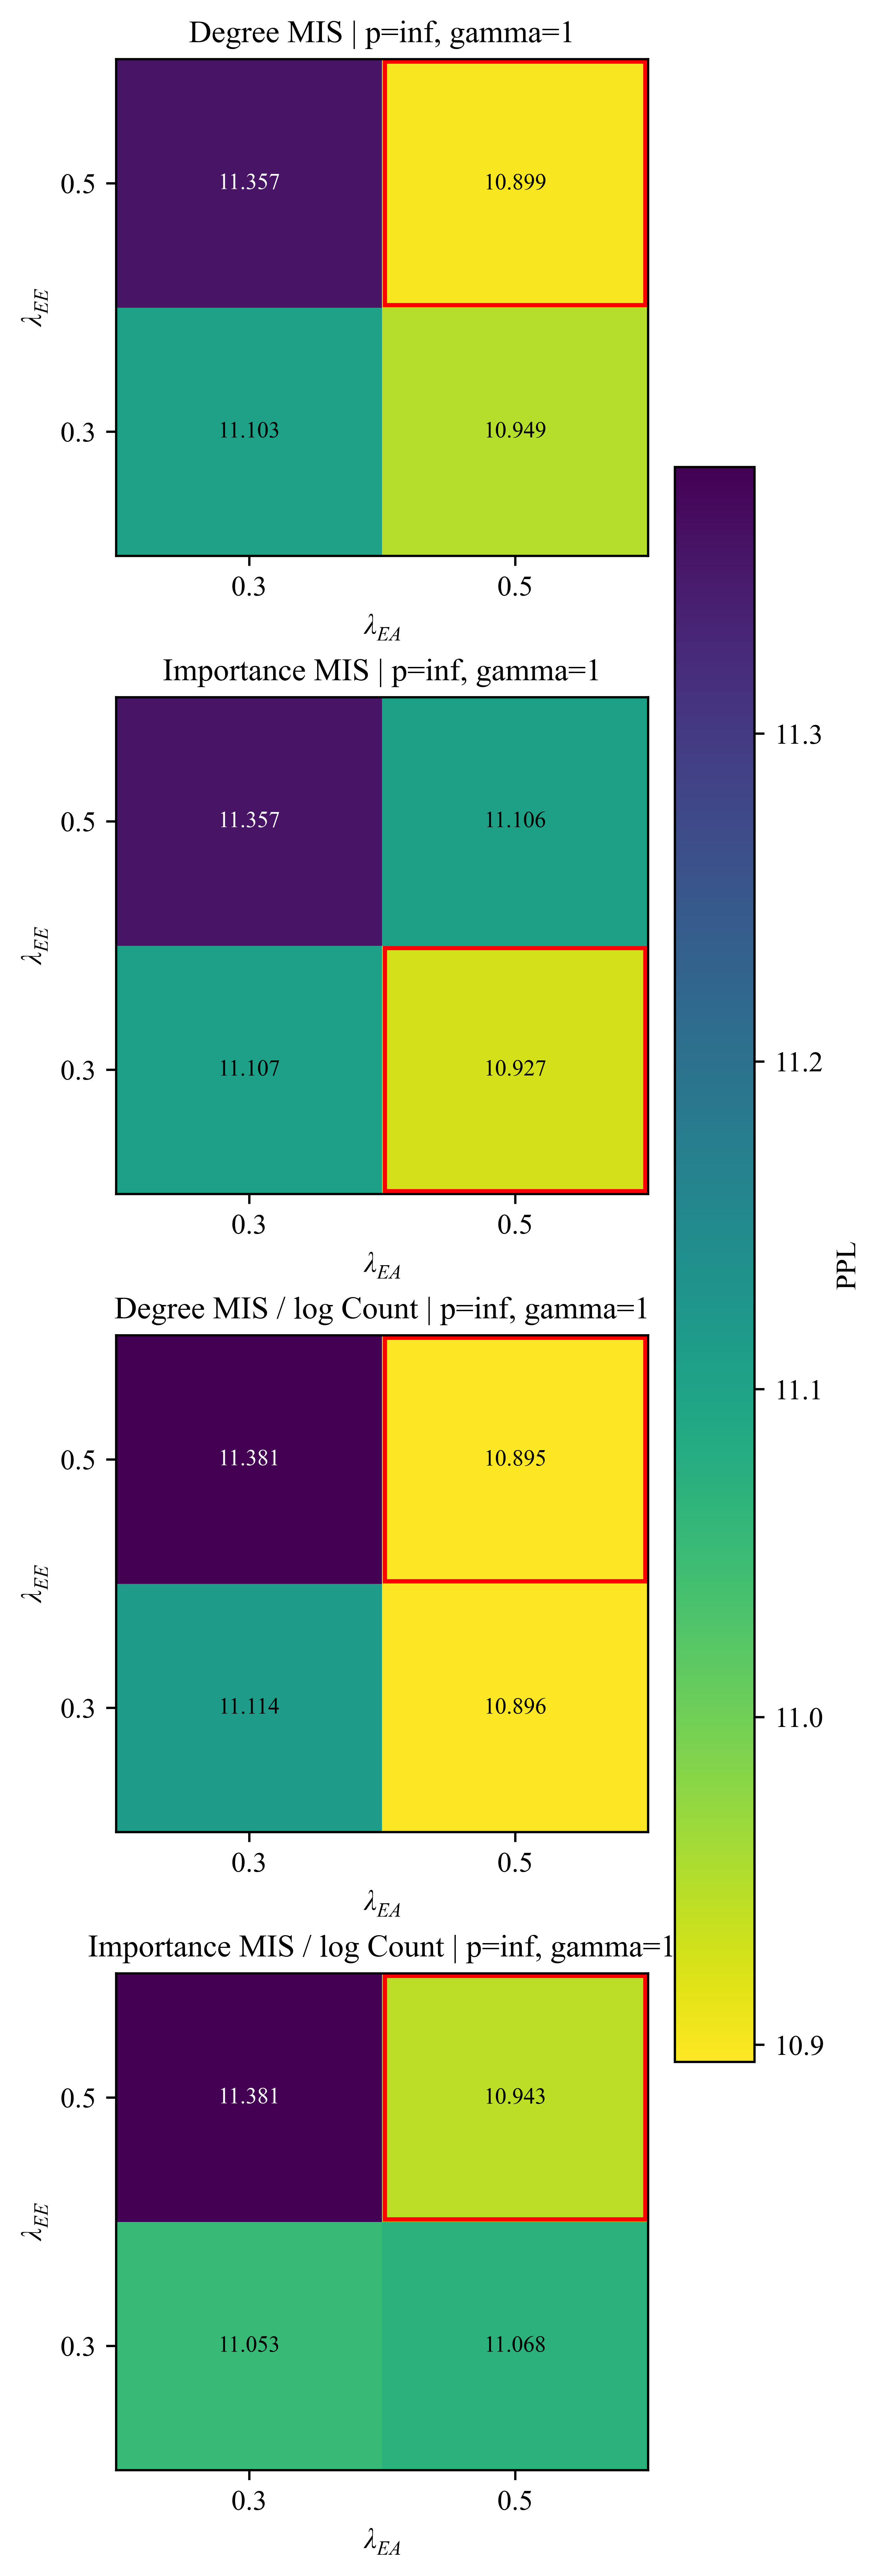 Degree MIS | p=inf, gamma=1
0.5
11.357
10.899
λEE
0.3
11.103
10.949
0.3
0.5
λEA
Importance MIS | p=inf, gamma=1
0.5
11.357
11.106
λEE
0.3
11.107
10.927
0.3
0.5
λEA
Degree MIS / log Count | p=inf, gamma=1
0.5
11.381
10.895
λEE
0.3
11.114
10.896
0.3
0.5
λEA
Importance MIS / log Count | p=inf, gamma=1
0.5
11.381
10.943
λEE
0.3
11.053
11.068
0.3
0.5
λEA
11.3
11.2
PPL
11.1
11.0
10.9